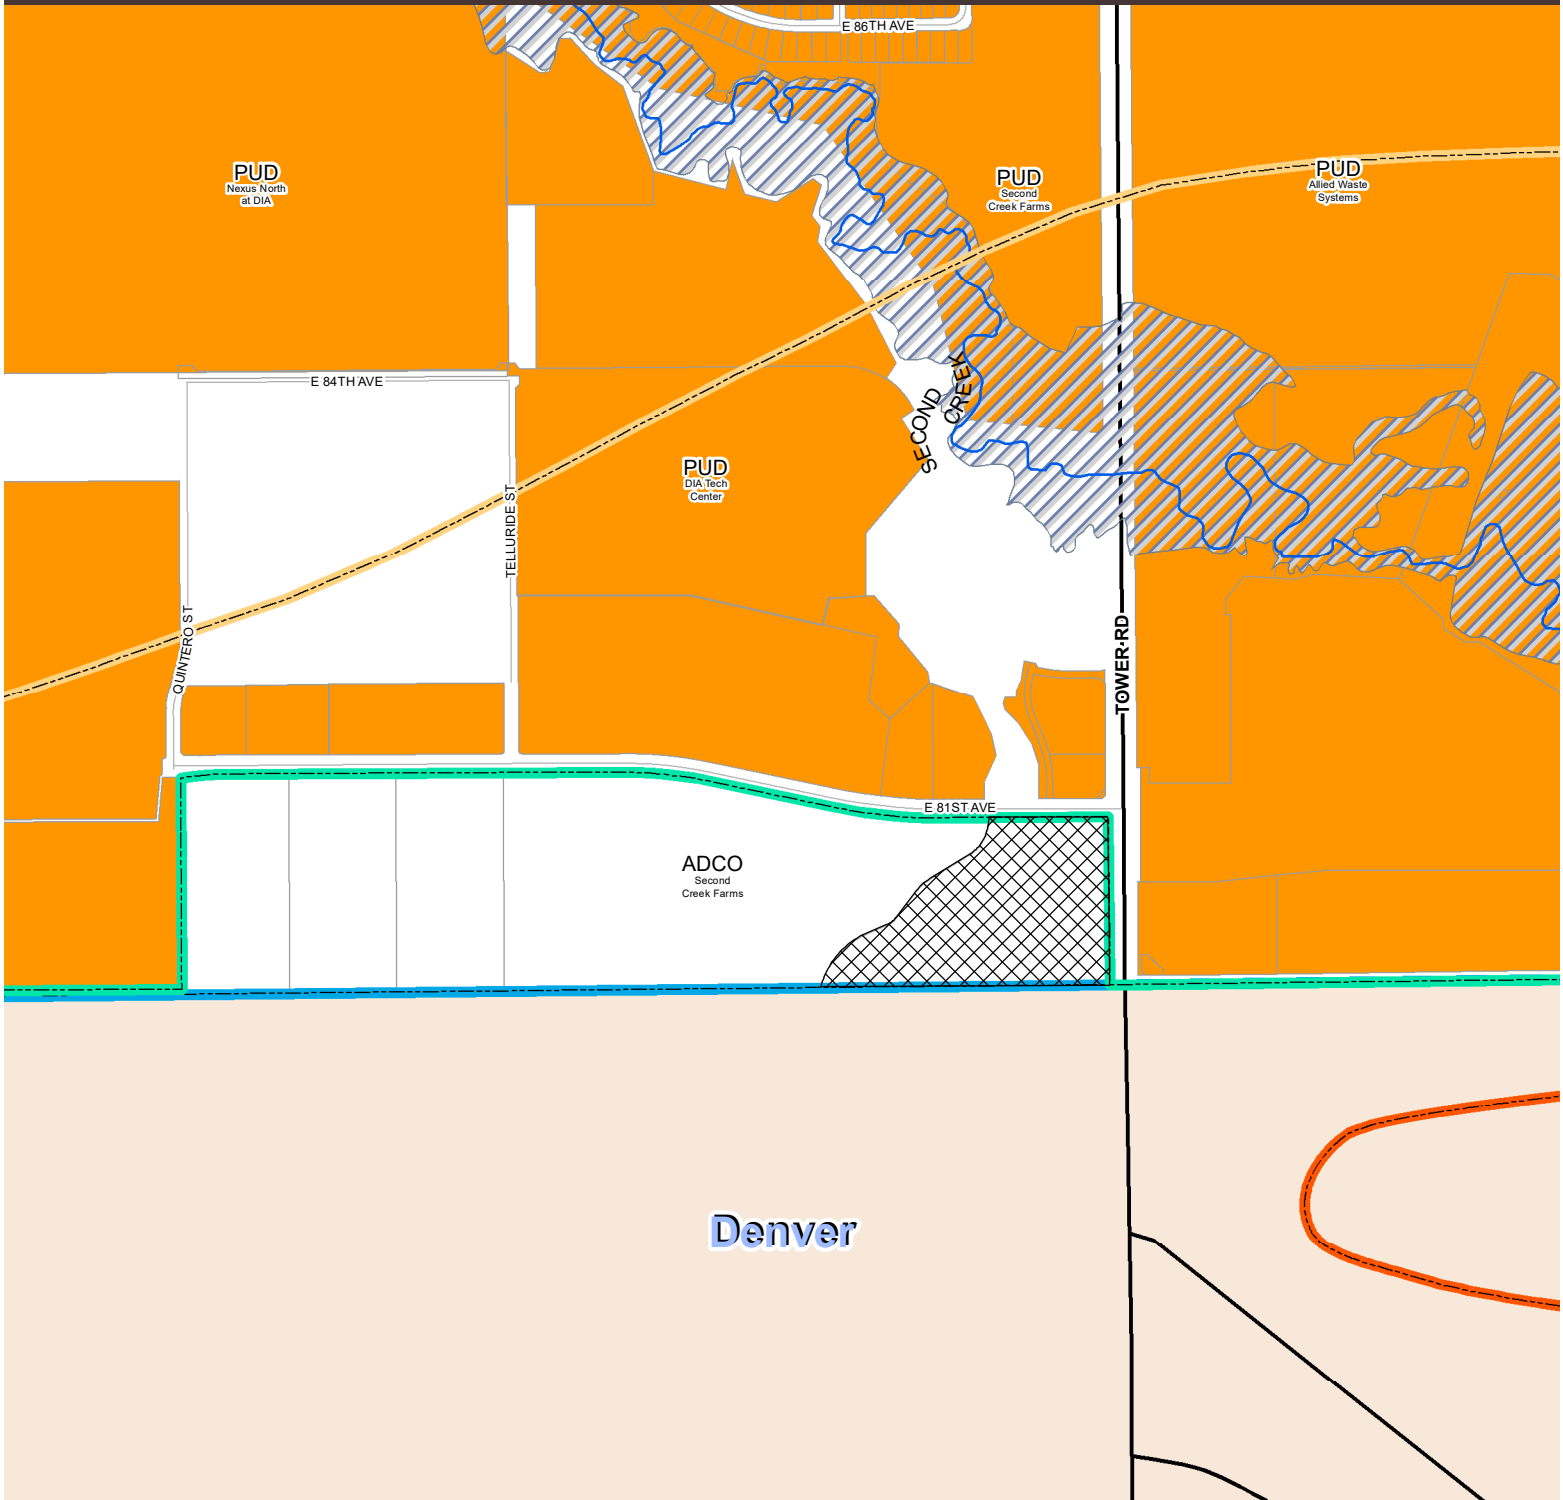 E 86TH AVE
PUD
Nexus North
at DIA
PUD
Second
Creek Farms
PUD
Allied Waste
Systems
E 84TH AVE
SECOND
CREEK
PUD
DIA Tech
Center
TELLURIDE ST
QUINTERO ST
TOWER RD
E 81ST AVE
ADCO
Second
Creek Farms
Denver